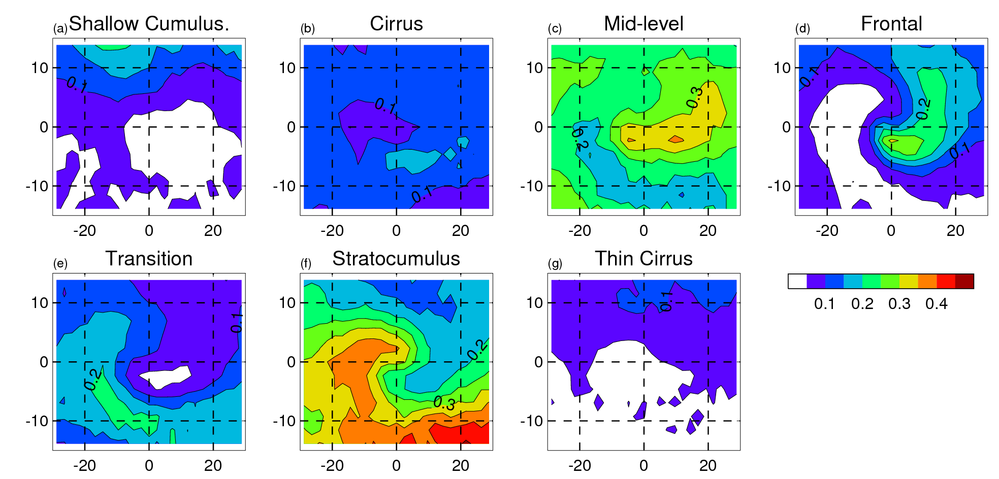 (a) Shallow Cumulus.
(b) Cirrus
(c) Mid-level
(d) Frontal
10
0
-10
-20 0 20
0.1
10
0
-10
-20 0 20
0.1
0.1
10
0
-10
-20 0 20
0.3
0.2
10
0
-10
-20 0 20
0.1
0.2
0.1
(e) Transition
(f) Stratocumulus
(g) Thin Cirrus
10
0
-10
-20 0 20
0.1
0.2
10
0
-10
-20 0 20
0.2
0.3
10
0
-10
-20 0 20
0.1
0.1 0.2 0.3 0.4